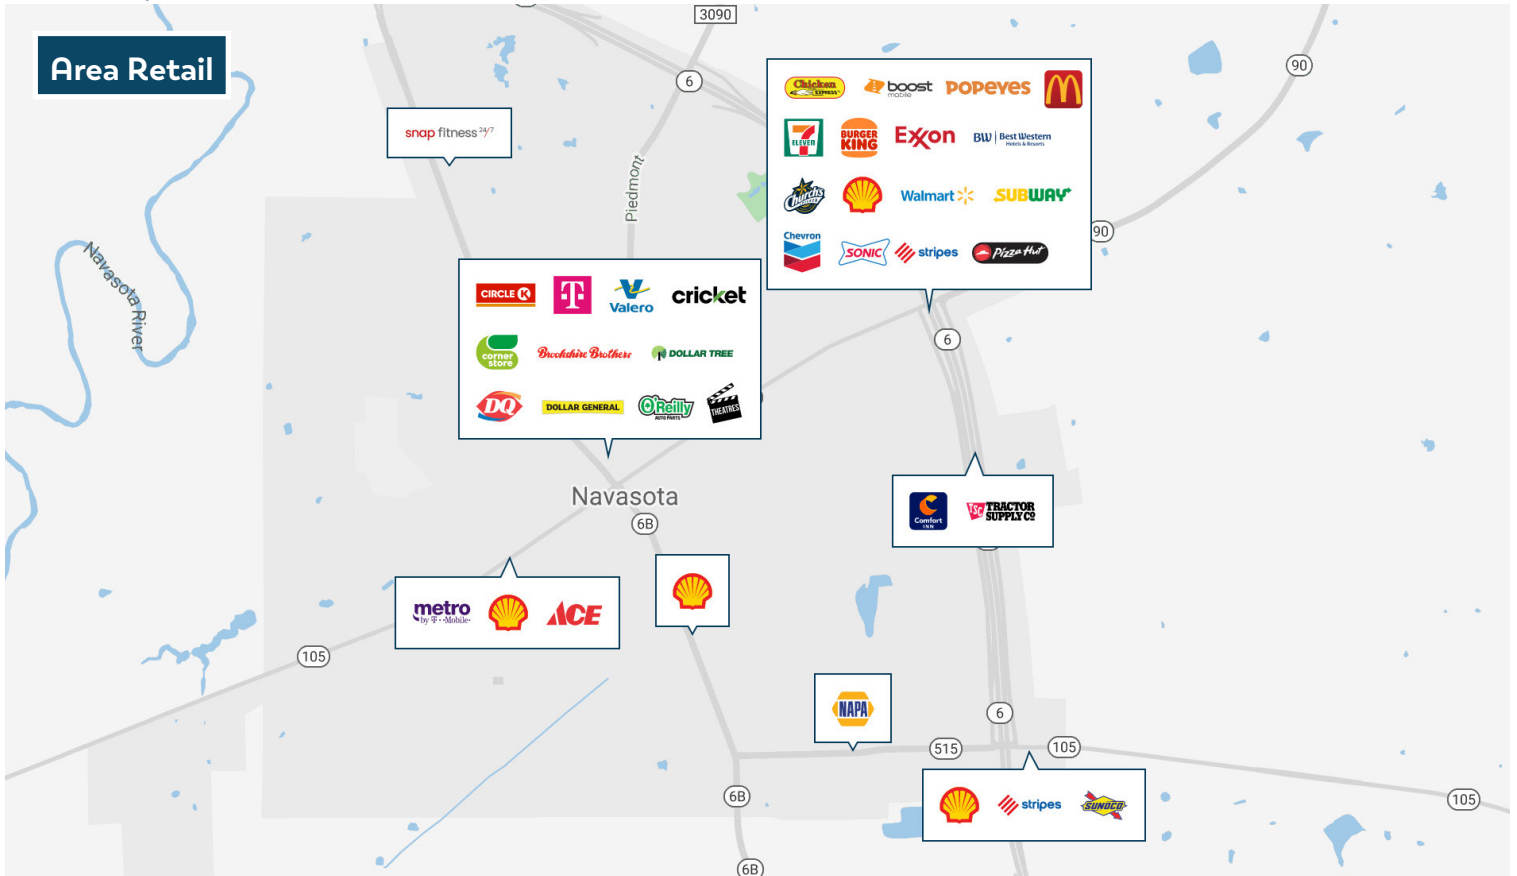 Area Retail
3090
6
90
snap fitness 24/7
Chicken
EXPRESS
boost
mobile
POPEYES
7
ELEVEN
BURGER
KING
Exxon
BW | Best Western
Hotels & Resorts
Church's
Walmart
SUBWAY
Chevron
SONIC
stripes
Pizza Hut
90
Piedmont
Navasota River
CIRCLE K
T
Valero
cricket
corner
store
Brookshire Brothers
DOLLAR TREE
DQ
DOLLAR GENERAL
O'Reilly
AUTO PARTS
THEATRES
6
Navasota
6B
Comfort
INN
TSC TRACTOR
SUPPLY CO
metro
by T-Mobile
ACE
105
NAPA
6
515
105
stripes
SUNOCO
6B
105
6B